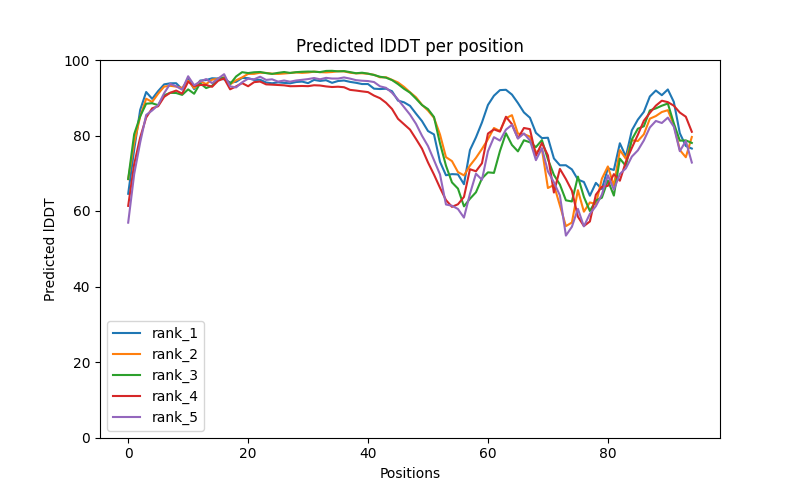 Predicted lDDT per position
100
80
60
40
20
0
Predicted lDDT
rank_1
rank_2
rank_3
rank_4
rank_5
0 20 40 60 80
Positions